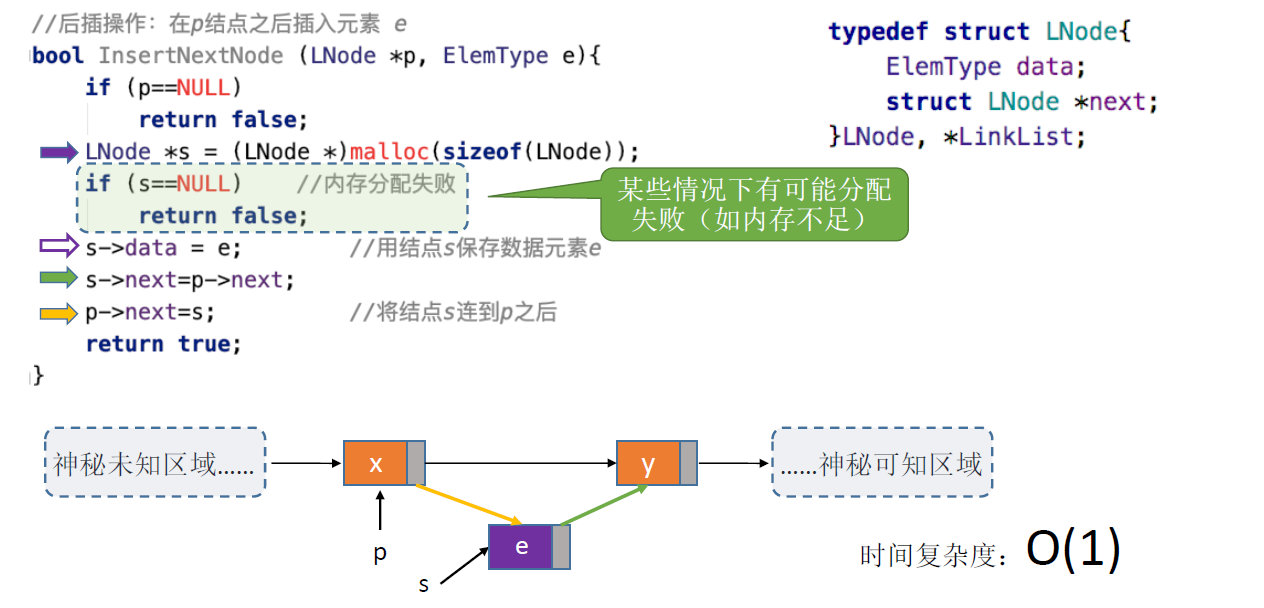 //后插操作：在p结点之后插入元素 e
bool InsertNextNode (LNode *p, ElemType e){
if (p==NULL)
return false;
LNode *s = (LNode *)malloc(sizeof(LNode));
if (s==NULL) //内存分配失败
return false;
s->data = e; //用结点s保存数据元素e
s->next=p->next;
p->next=s; //将结点s连到p之后
return true;
}
typedef struct LNode{
ElemType data;
struct LNode *next;
}LNode, *LinkList;
某些情况下有可能分配
失败（如内存不足）
神秘未知区域......
x
y
......神秘可知区域
p
e
s
时间复杂度：O(1)